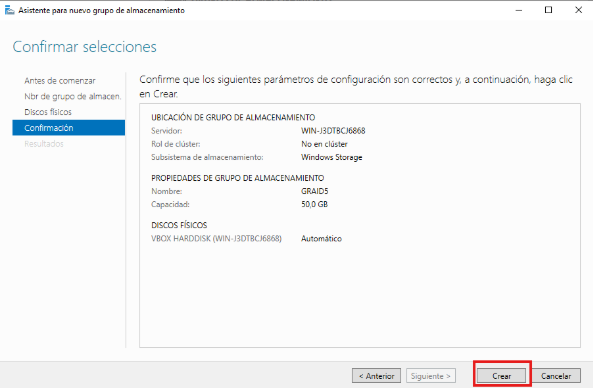 Asistente para nuevo grupo de almacenamiento
Confirmar selecciones
Antes de comenzar
Nbr de grupo de almacen.
Discos físicos
Confirmación
Resultados
Confirme que los siguientes parámetros de configuración son correctos y, a continuación, haga clic
en Crear.
UBICACIÓN DE GRUPO DE ALMACENAMIENTO
Servidor: WIN-J3DTBCJ6868
Rol de clúster: No en clúster
Subsistema de almacenamiento: Windows Storage
PROPIEDADES DE GRUPO DE ALMACENAMIENTO
Nombre: GRAID5
Capacidad: 50,0 GB
DISCOS FÍSICOS
VBOX HARDDISK (WIN-J3DTBCJ6868) Automático
< Anterior Siguiente > Crear Cancelar